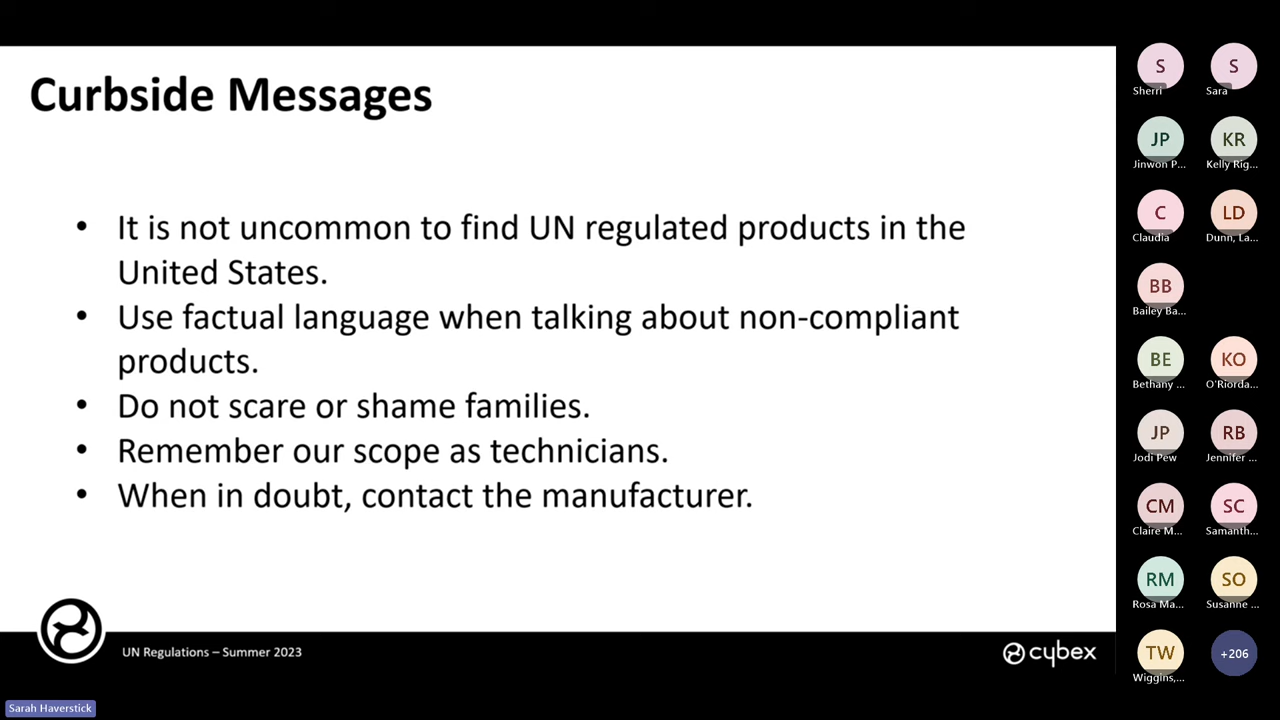 Curbside Messages
• It is not uncommon to find UN regulated products in the
United States.
• Use factual language when talking about non-compliant
products.
• Do not scare or shame families.
• Remember our scope as technicians.
• When in doubt, contact the manufacturer.
UN Regulations – Summer 2023
cybex
Sarah Haverstick
S S
Sherri Sara
JP KR
Jinwon P... Kelly Rig...
C LD
Claudia Dunn, La...
BB
Bailey Ba...
BE KO
Bethany ... O'Riorda...
JP RB
Jodi Pew Jennifer ...
CM SC
Claire M... Samanth...
RM SO
Rosa Ma... Susanne ...
TW +206
Wiggins,...